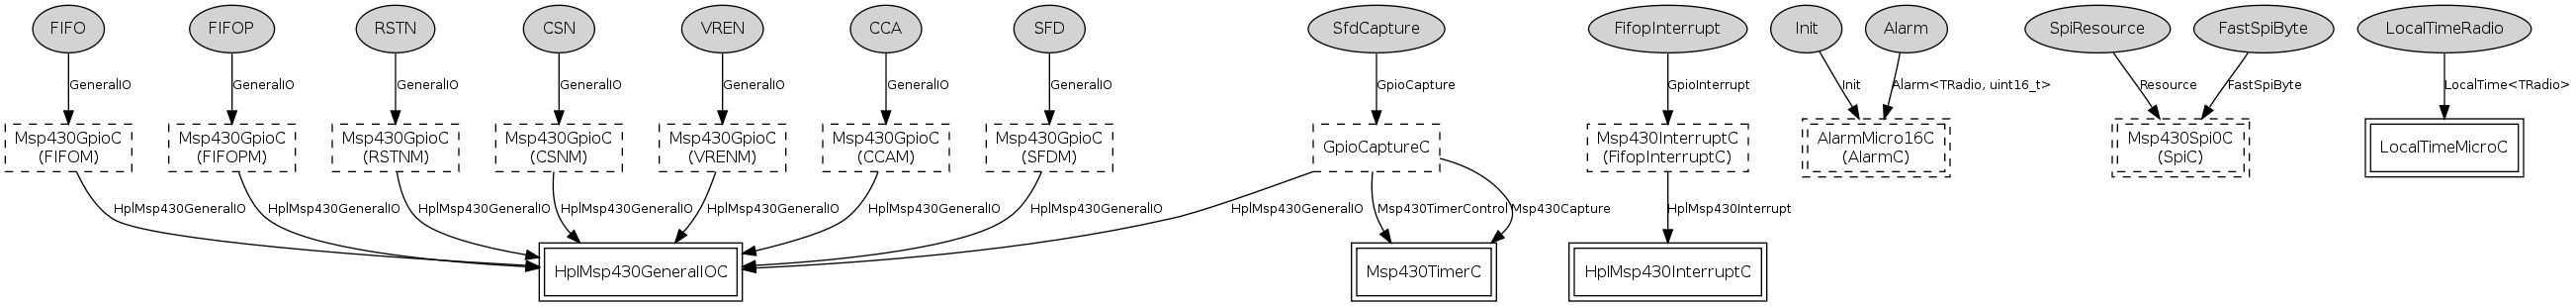 FIFO
FIFOP
RSTN
CSN
VREN
CCA
SFD
SfdCapture
FifopInterrupt
Init
Alarm
SpiResource
FastSpiByte
LocalTimeRadio
GeneralIO
GeneralIO
GeneralIO
GeneralIO
GeneralIO
GeneralIO
GeneralIO
GpioCapture
GpioInterrupt
Init
Alarm<TRadio, uint16_t>
Resource
FastSpiByte
LocalTime<TRadio>
Msp430GpioC
(FIFOM)
Msp430GpioC
(FIFOPM)
Msp430GpioC
(RSTNM)
Msp430GpioC
(CSNM)
Msp430GpioC
(VRENM)
Msp430GpioC
(CCAM)
Msp430GpioC
(SFDM)
GpioCaptureC
Msp430InterruptC
(FifopInterruptC)
AlarmMicro16C
(AlarmC)
Msp430Spi0C
(SpiC)
LocalTimeMicroC
HplMsp430GeneralIO
HplMsp430GeneralIO
HplMsp430GeneralIO
HplMsp430GeneralIO
HplMsp430GeneralIO
HplMsp430GeneralIO
HplMsp430GeneralIO
HplMsp430GeneralIO
Msp430TimerControl
Msp430Capture
HplMsp430Interrupt
HplMsp430GeneralIOC
Msp430TimerC
HplMsp430InterruptC